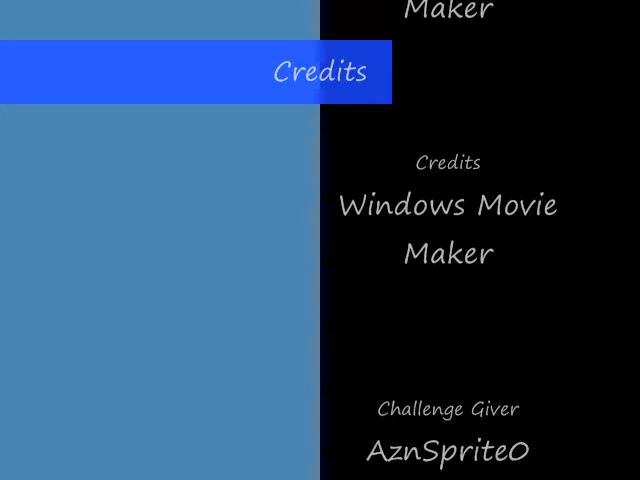 Maker
Credits
Credits
Windows Movie
Maker
Challenge Giver
AznSprite0